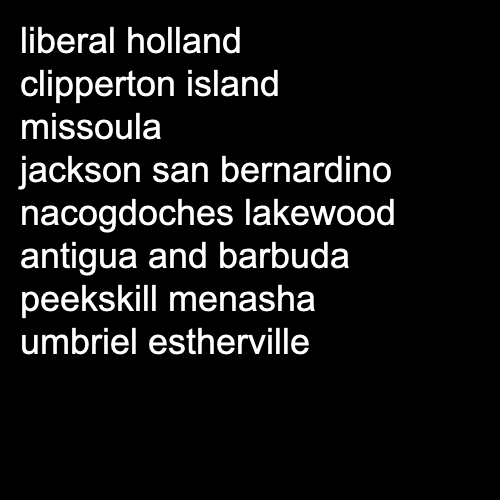 liberal holland
clipperton island
missoula
jackson san bernardino
nacogdoches lakewood
antigua and barbuda
peekskill menasha
umbriel estherville